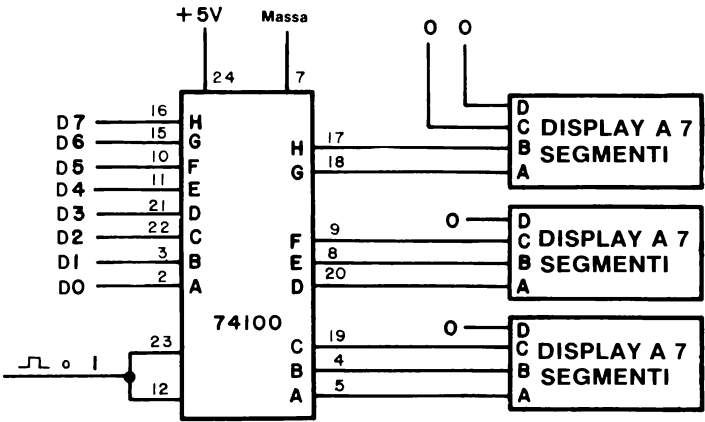 +5V Massa 0 0
24 7
D7 16 H
D6 15 G
D5 10 F
D4 11 E
D3 21 D
D2 22 C
D1 3 B
D0 2 A
H 17
G 18
F 9
E 8
D 20
74100
C 19
B 4
A 5
23
o 1
12
D
C DISPLAY A 7
B SEGMENTI
A
0 D
C DISPLAY A 7
B SEGMENTI
A
0 D
C DISPLAY A 7
B SEGMENTI
A